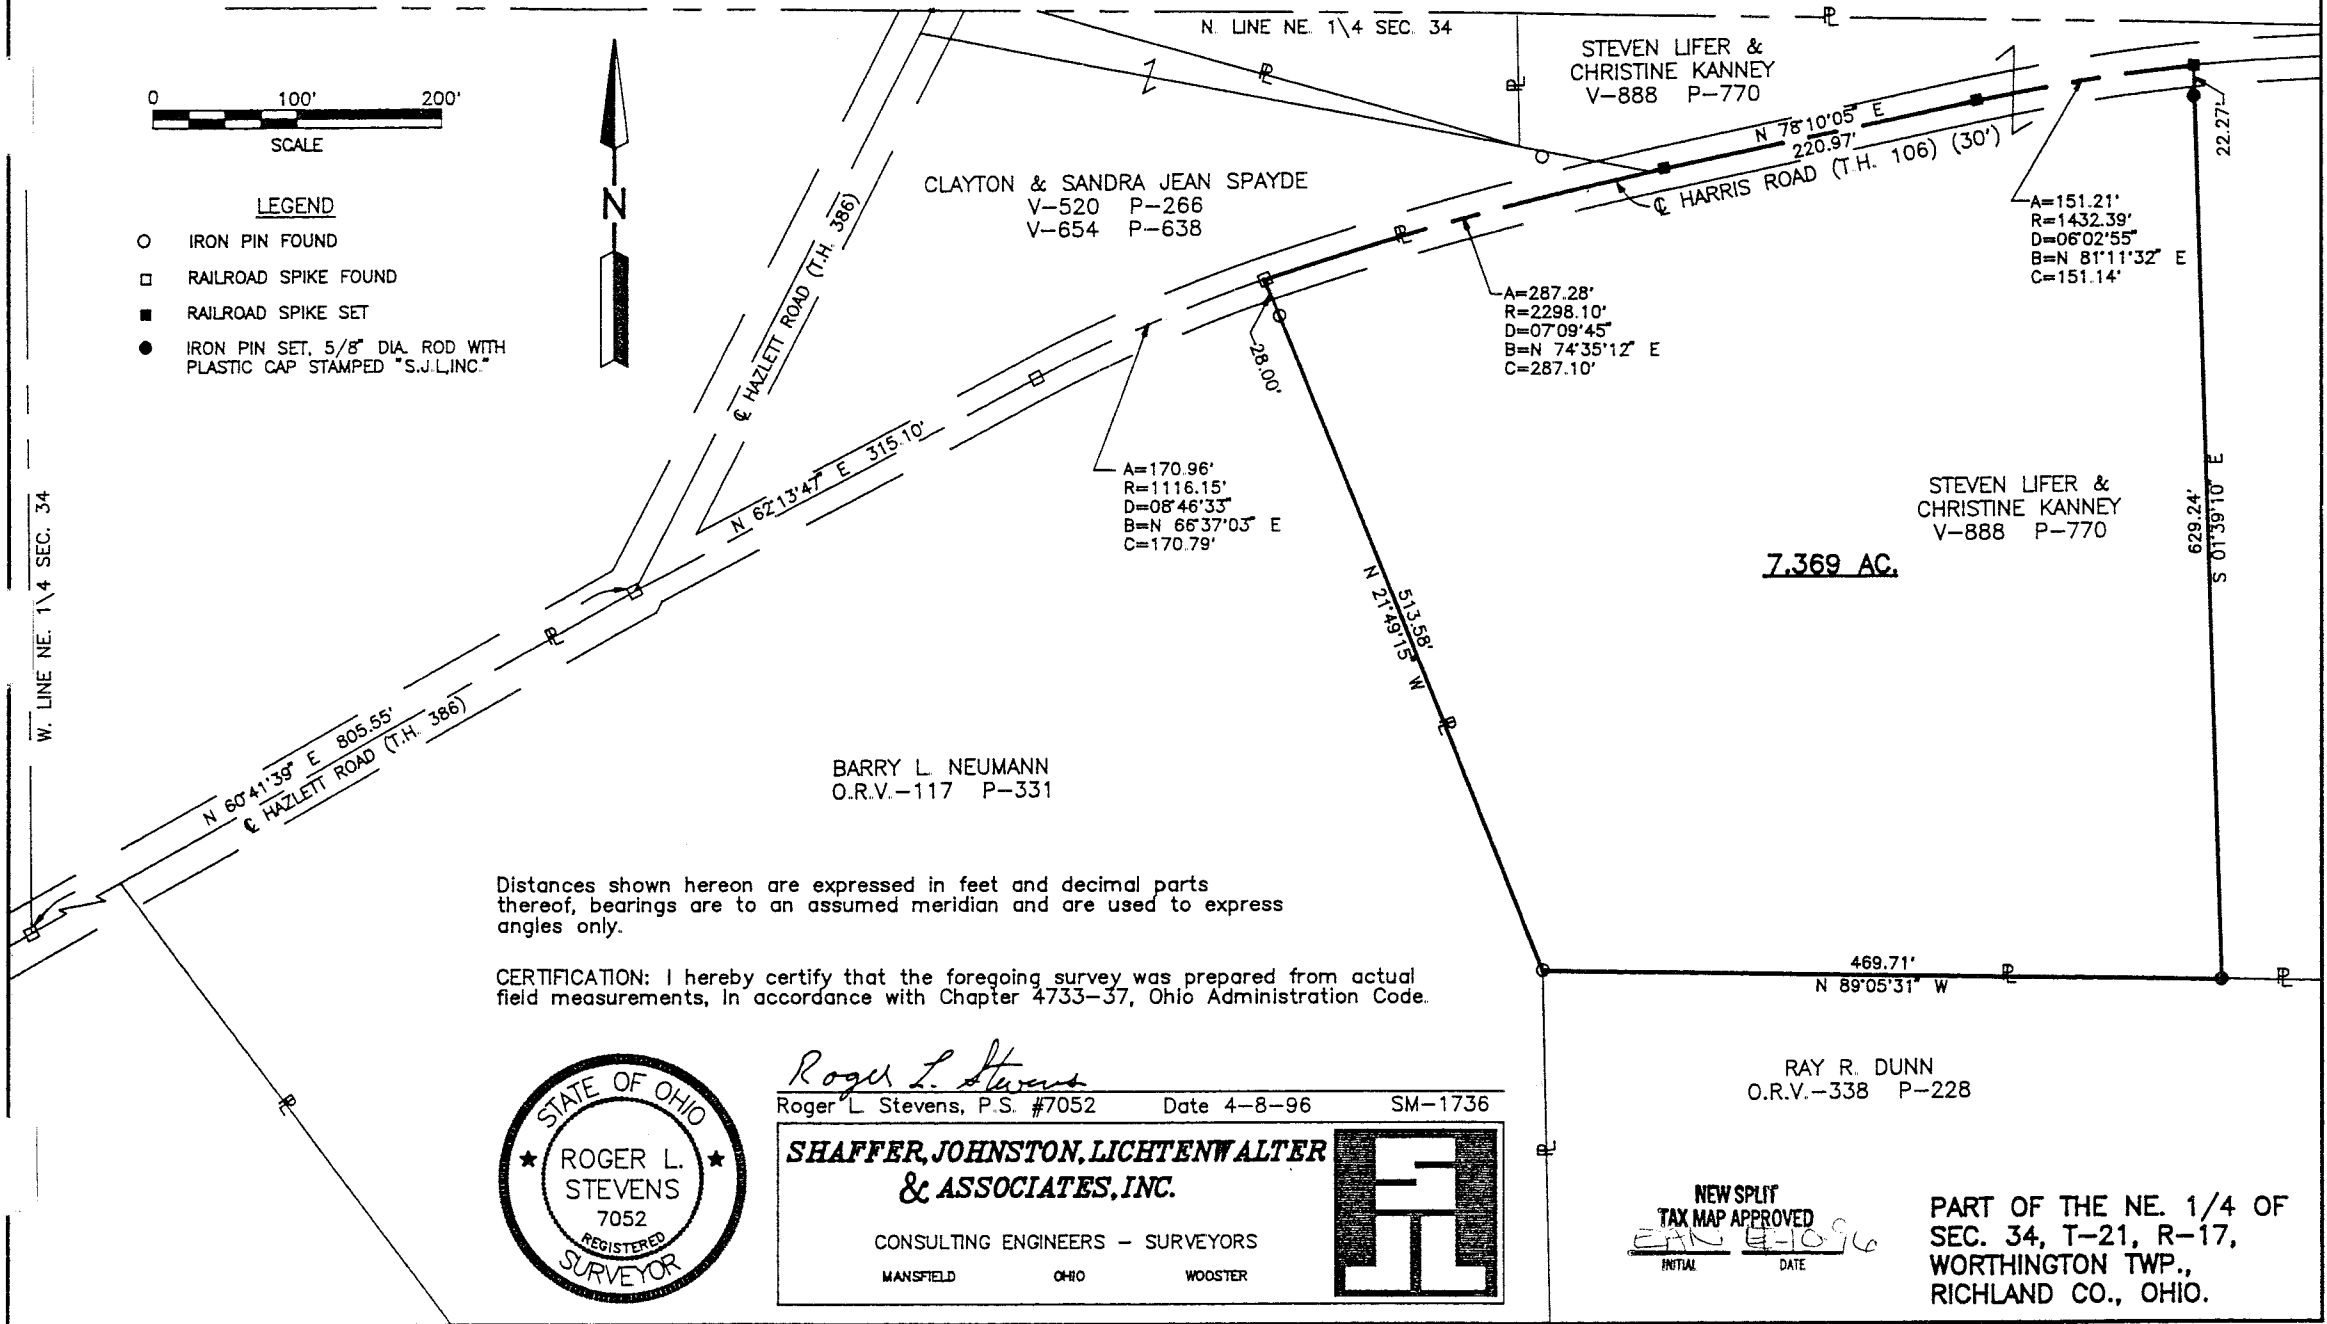 N. LINE NE. 1\4 SEC. 34
STEVEN LIFER &
CHRISTINE KANNEY
V-888 P-770
0 100' 200'
SCALE
LEGEND
IRON PIN FOUND
RAILROAD SPIKE FOUND
RAILROAD SPIKE SET
IRON PIN SET, 5/8" DIA. ROD WITH
PLASTIC CAP STAMPED "S.J.L,INC."
N
CLAYTON & SANDRA JEAN SPAYDE
V-520 P-266
V-654 P-638
℄ HAZLETT ROAD (T.H. 386)
N 78°10'05" E
220.97'
℄ HARRIS ROAD (T.H. 106) (30')
22.27'
A=151.21'
R=1432.39'
D=06°02'55"
B=N 81°11'32" E
C=151.14'
A=287.28'
R=2298.10'
D=07°09'45"
B=N 74°35'12" E
C=287.10'
28.00'
A=170.96'
R=1116.15'
D=08°46'33"
B=N 66°37'03" E
C=170.79'
N 62°13'47" E 315.10'
W. LINE NE. 1\4 SEC. 34
STEVEN LIFER &
CHRISTINE KANNEY
V-888 P-770
7.369 AC.
629.24'
S 01°39'10" E
513.58'
N 21°49'15" W
N 60°41'39" E 805.55'
℄ HAZLETT ROAD (T.H. 386)
BARRY L. NEUMANN
O.R.V.-117 P-331
Distances shown hereon are expressed in feet and decimal parts
thereof, bearings are to an assumed meridian and are used to express
angles only.
CERTIFICATION: I hereby certify that the foregoing survey was prepared from actual
field measurements, In accordance with Chapter 4733-37, Ohio Administration Code.
469.71'
N 89°05'31" W
RAY R. DUNN
O.R.V.-338 P-228
Roger L. Stevens
Roger L. Stevens, P.S. #7052 Date 4-8-96 SM-1736
STATE OF OHIO
ROGER L.
STEVENS
7052
REGISTERED
SURVEYOR
SHAFFER, JOHNSTON, LICHTENWALTER
& ASSOCIATES, INC.
SJL
CONSULTING ENGINEERS - SURVEYORS
MANSFIELD OHIO WOOSTER
NEW SPLIT
TAX MAP APPROVED
INITIAL DATE
PART OF THE NE. 1/4 OF
SEC. 34, T-21, R-17,
WORTHINGTON TWP.,
RICHLAND CO., OHIO.